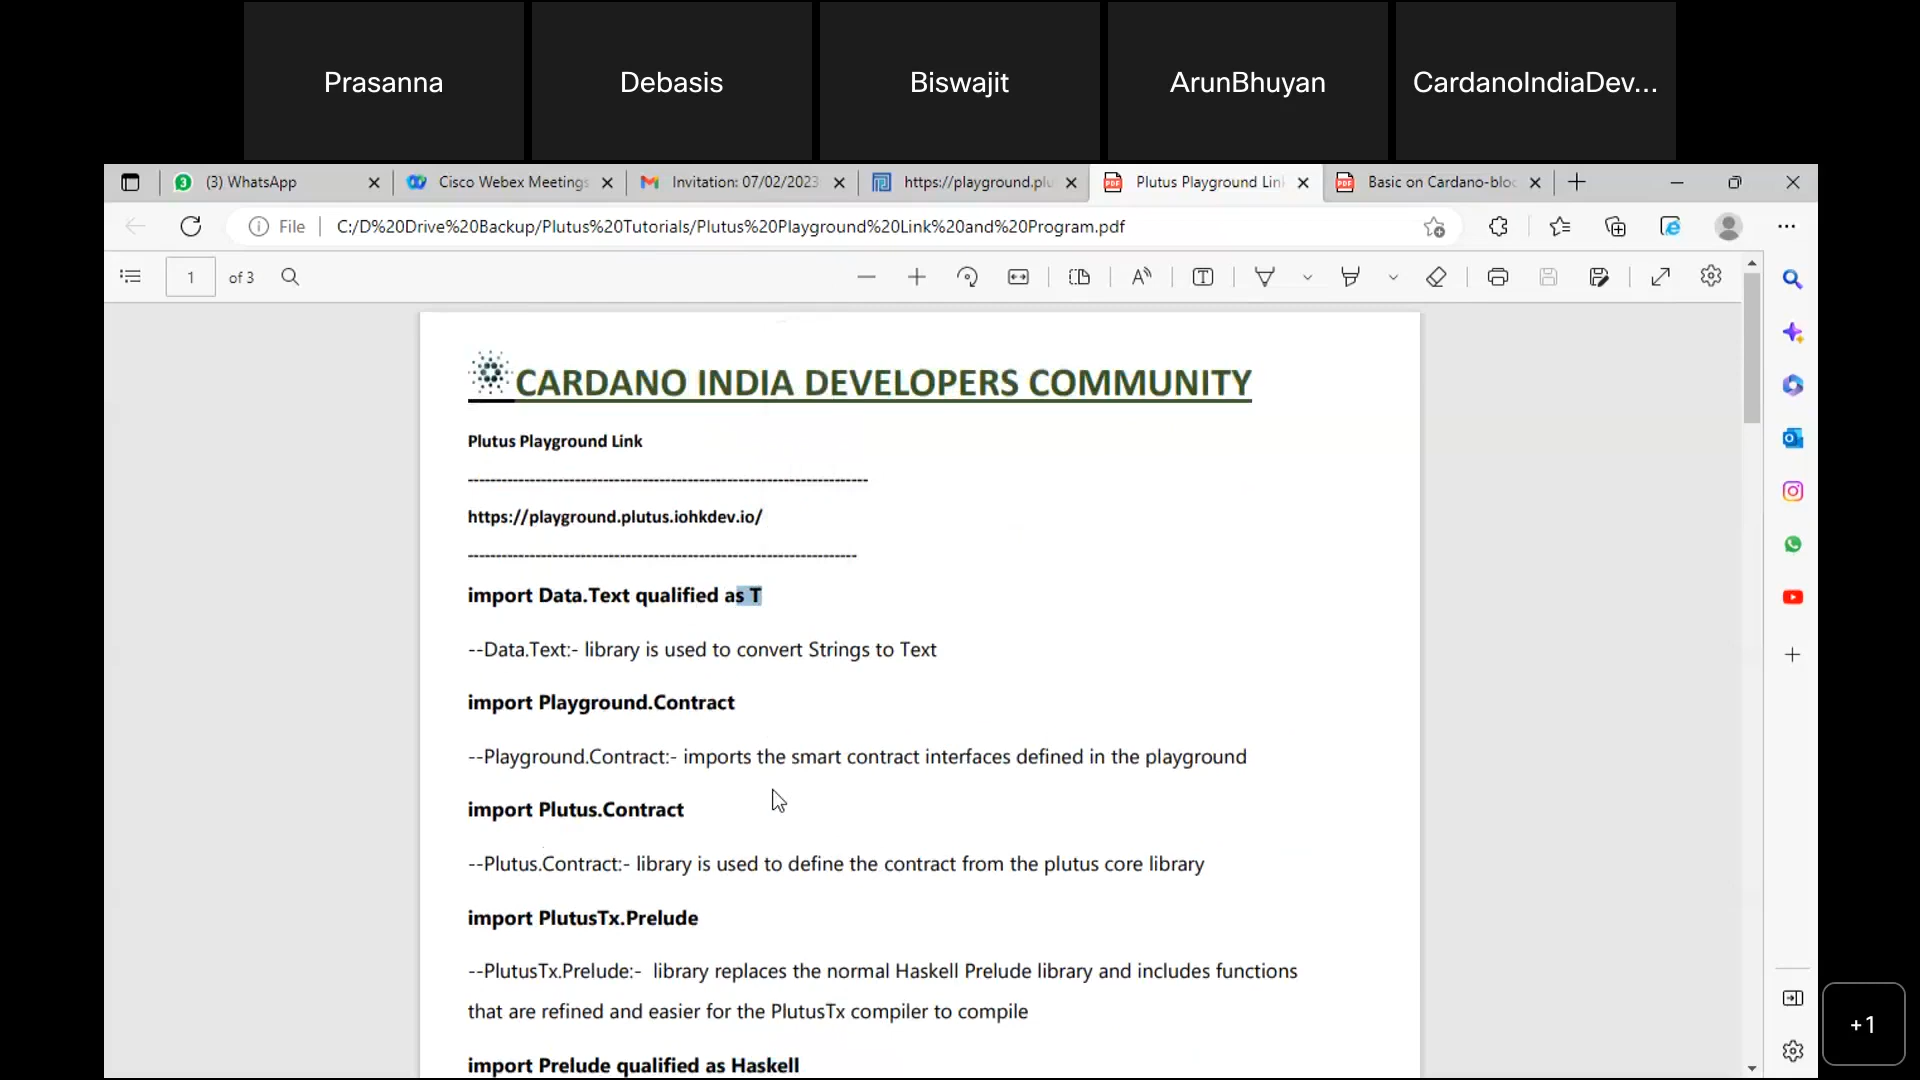 Prasanna
Debasis
Biswajit
ArunBhuyan
CardanoIndiaDev...
(3) WhatsApp
Cisco Webex Meetings
Invitation: 07/02/2023
https://playground.plu
Plutus Playground Lin
Basic on Cardano-bloc
File
C:/D%20Drive%20Backup/Plutus%20Tutorials/Plutus%20Playground%20Link%20and%20Program.pdf
1 of 3
CARDANO INDIA DEVELOPERS COMMUNITY
Plutus Playground Link
------------------------------------------------------------------------
https://playground.plutus.iohkdev.io/
----------------------------------------------------------------------
import Data.Text qualified as T
--Data.Text:- library is used to convert Strings to Text
import Playground.Contract
--Playground.Contract:- imports the smart contract interfaces defined in the playground
import Plutus.Contract
--Plutus.Contract:- library is used to define the contract from the plutus core library
import PlutusTx.Prelude
--PlutusTx.Prelude:- library replaces the normal Haskell Prelude library and includes functions
that are refined and easier for the PlutusTx compiler to compile
import Prelude qualified as Haskell
+1